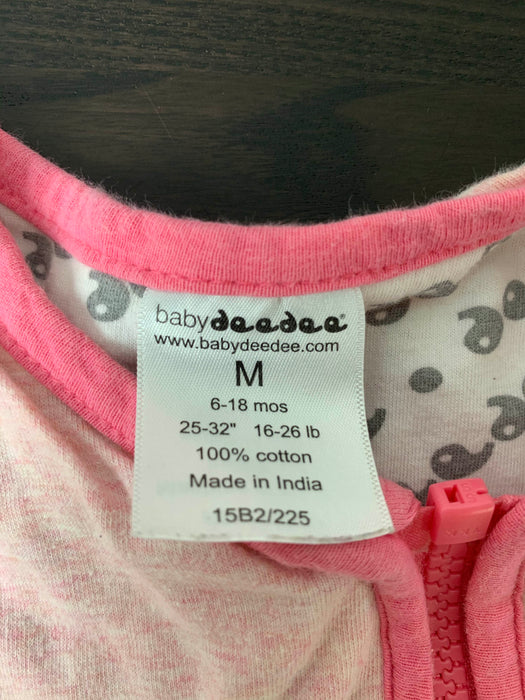 babydeedee®
www.babydeedee.com
M
6-18 mos
25-32" 16-26 lb
100% cotton
Made in India
15B2/225